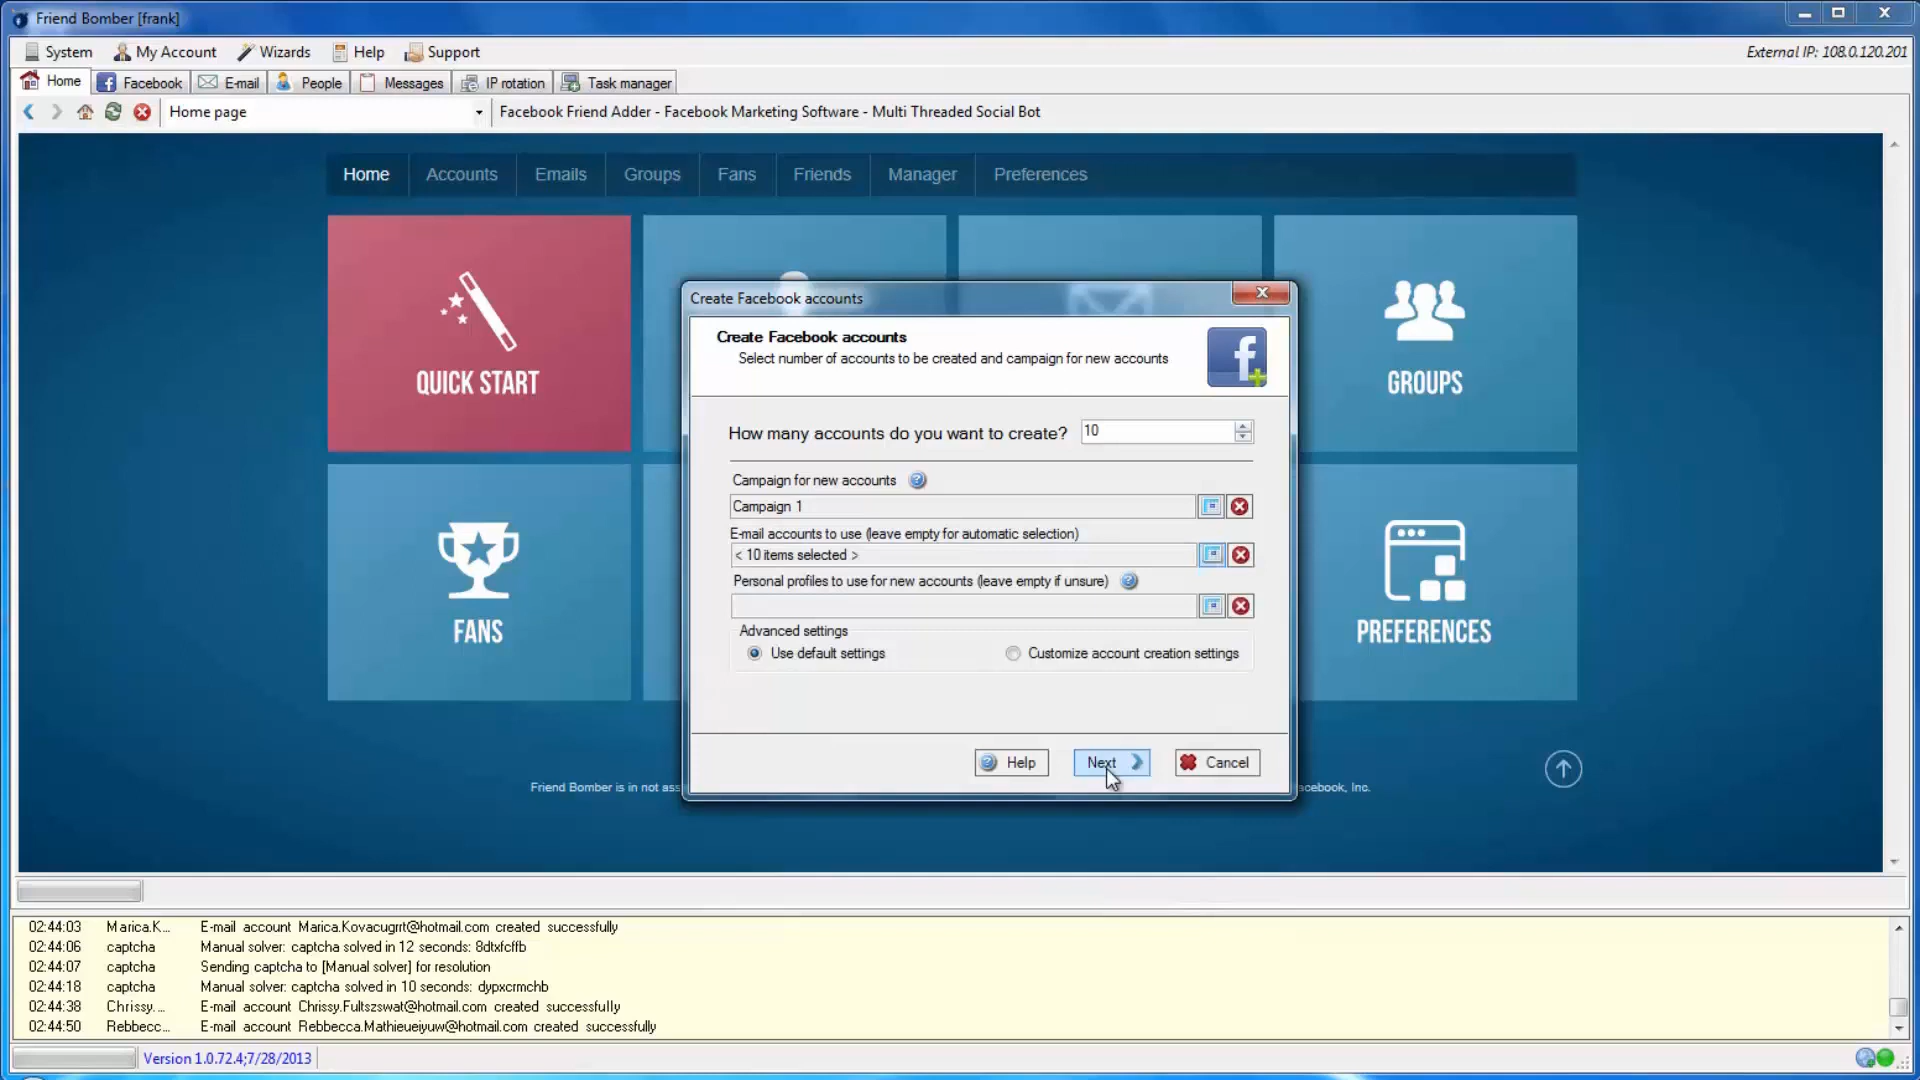 Friend Bomber [frank]
System My Account Wizards Help Support External IP: 108.0.120.201
Home Facebook E-mail People Messages IP rotation Task manager
Home page Facebook Friend Adder - Facebook Marketing Software - Multi Threaded Social Bot
Home Accounts Emails Groups Fans Friends Manager Preferences
QUICK START
GROUPS
FANS
PREFERENCES
Create Facebook accounts
Create Facebook accounts
Select number of accounts to be created and campaign for new accounts
How many accounts do you want to create? 10
Campaign for new accounts
Campaign 1
E-mail accounts to use (leave empty for automatic selection)
< 10 items selected >
Personal profiles to use for new accounts (leave empty if unsure)
Advanced settings
Use default settings Customize account creation settings
Help Next Cancel
Friend Bomber is in not ass acebook, Inc.
02:44:03 Marica.K... E-mail account Marica.Kovacugrrt@hotmail.com created successfully
02:44:06 captcha Manual solver: captcha solved in 12 seconds: 8dtxfcffb
02:44:07 captcha Sending captcha to [Manual solver] for resolution
02:44:18 captcha Manual solver: captcha solved in 10 seconds: dypxcrmchb
02:44:38 Chrissy.... E-mail account Chrissy.Fultszswat@hotmail.com created successfully
02:44:50 Rebbecc... E-mail account Rebbecca.Mathieueiyuw@hotmail.com created successfully
Version 1.0.72.4;7/28/2013